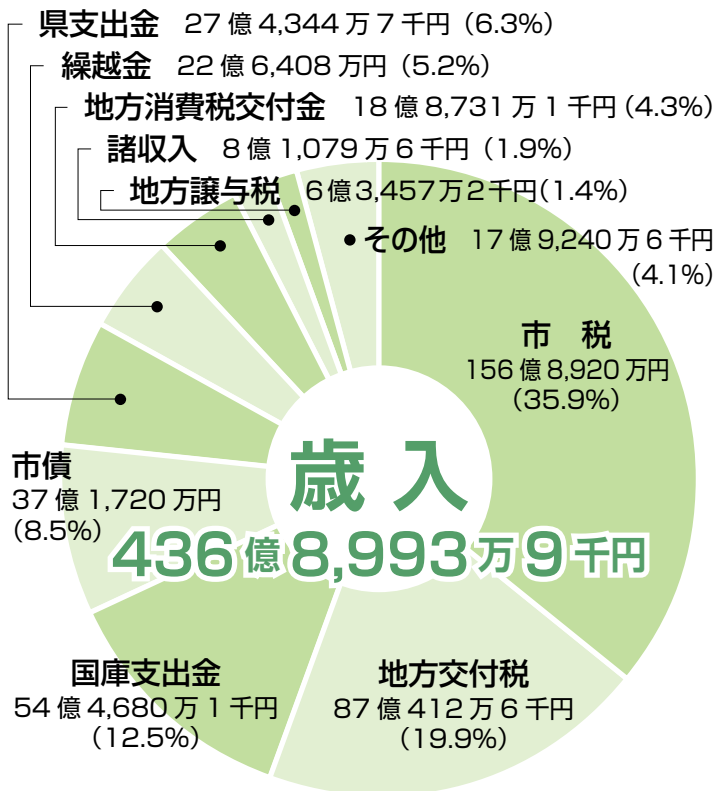 県支出金 27億4,344万7千円（6.3%）
繰越金 22億6,408万円（5.2%）
地方消費税交付金 18億8,731万1千円（4.3%）
諸収入 8億1,079万6千円（1.9%）
地方譲与税 6億3,457万2千円（1.4%）
その他 17億9,240万6千円
（4.1%）
市 税
156億8,920万円
（35.9%）
歳入
436億8,993万9千円
市債
37億1,720万円
（8.5%）
国庫支出金
54億4,680万1千円
（12.5%）
地方交付税
87億412万6千円
（19.9%）